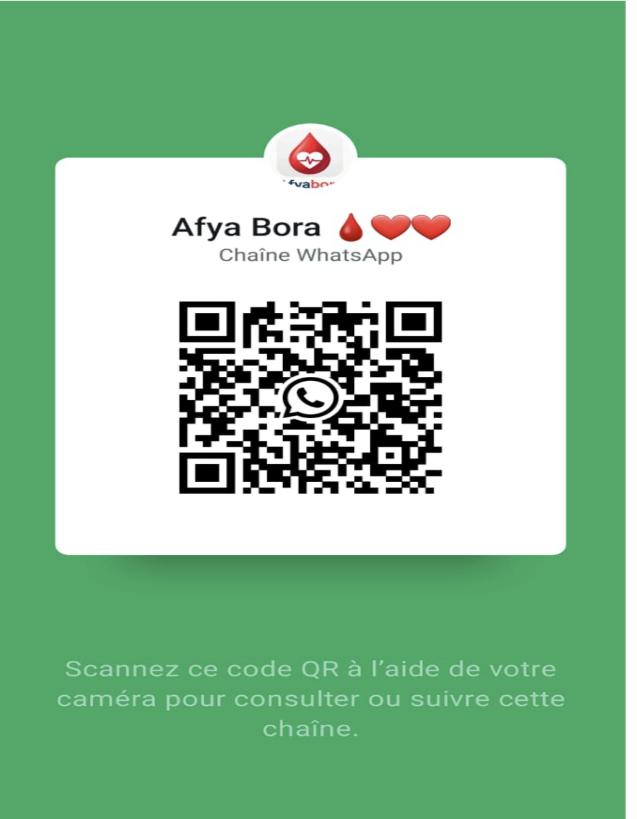 Afya Bora 🩸❤️❤️
Chaîne WhatsApp
Scannez ce code QR à l’aide de votre
caméra pour consulter ou suivre cette
chaîne.